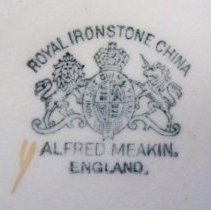 ROYAL IRONSTONE CHINA
ALFRED MEAKIN.
ENGLAND.